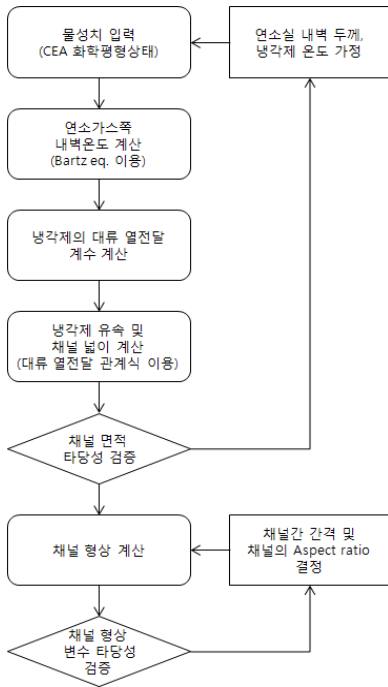 물성치 입력
(CEA 화학평형상태)
연소실 내벽 두께,
냉각제 온도 가정
연소가스쪽
내벽온도 계산
(Bartz eq. 이용)
냉각제의 대류 열전달
계수 계산
냉각제 유속 및
채널 넓이 계산
(대류 열전달 관계식 이용)
채널 면적
타당성 검증
채널 형상 계산
채널간 간격 및
채널의 Aspect ratio
결정
채널 형상
변수 타당성
검증